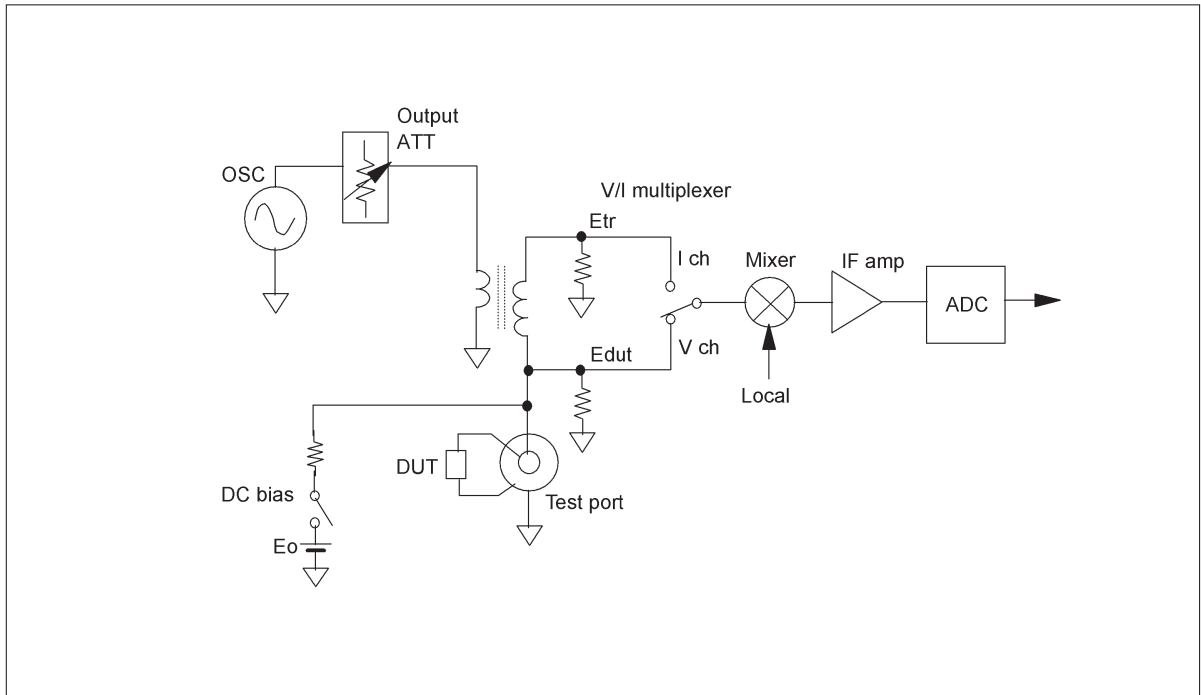 Output
ATT
OSC
V/I multiplexer
Etr
I ch
Mixer
IF amp
ADC
V ch
Edut
Local
DUT
DC bias
Test port
Eo